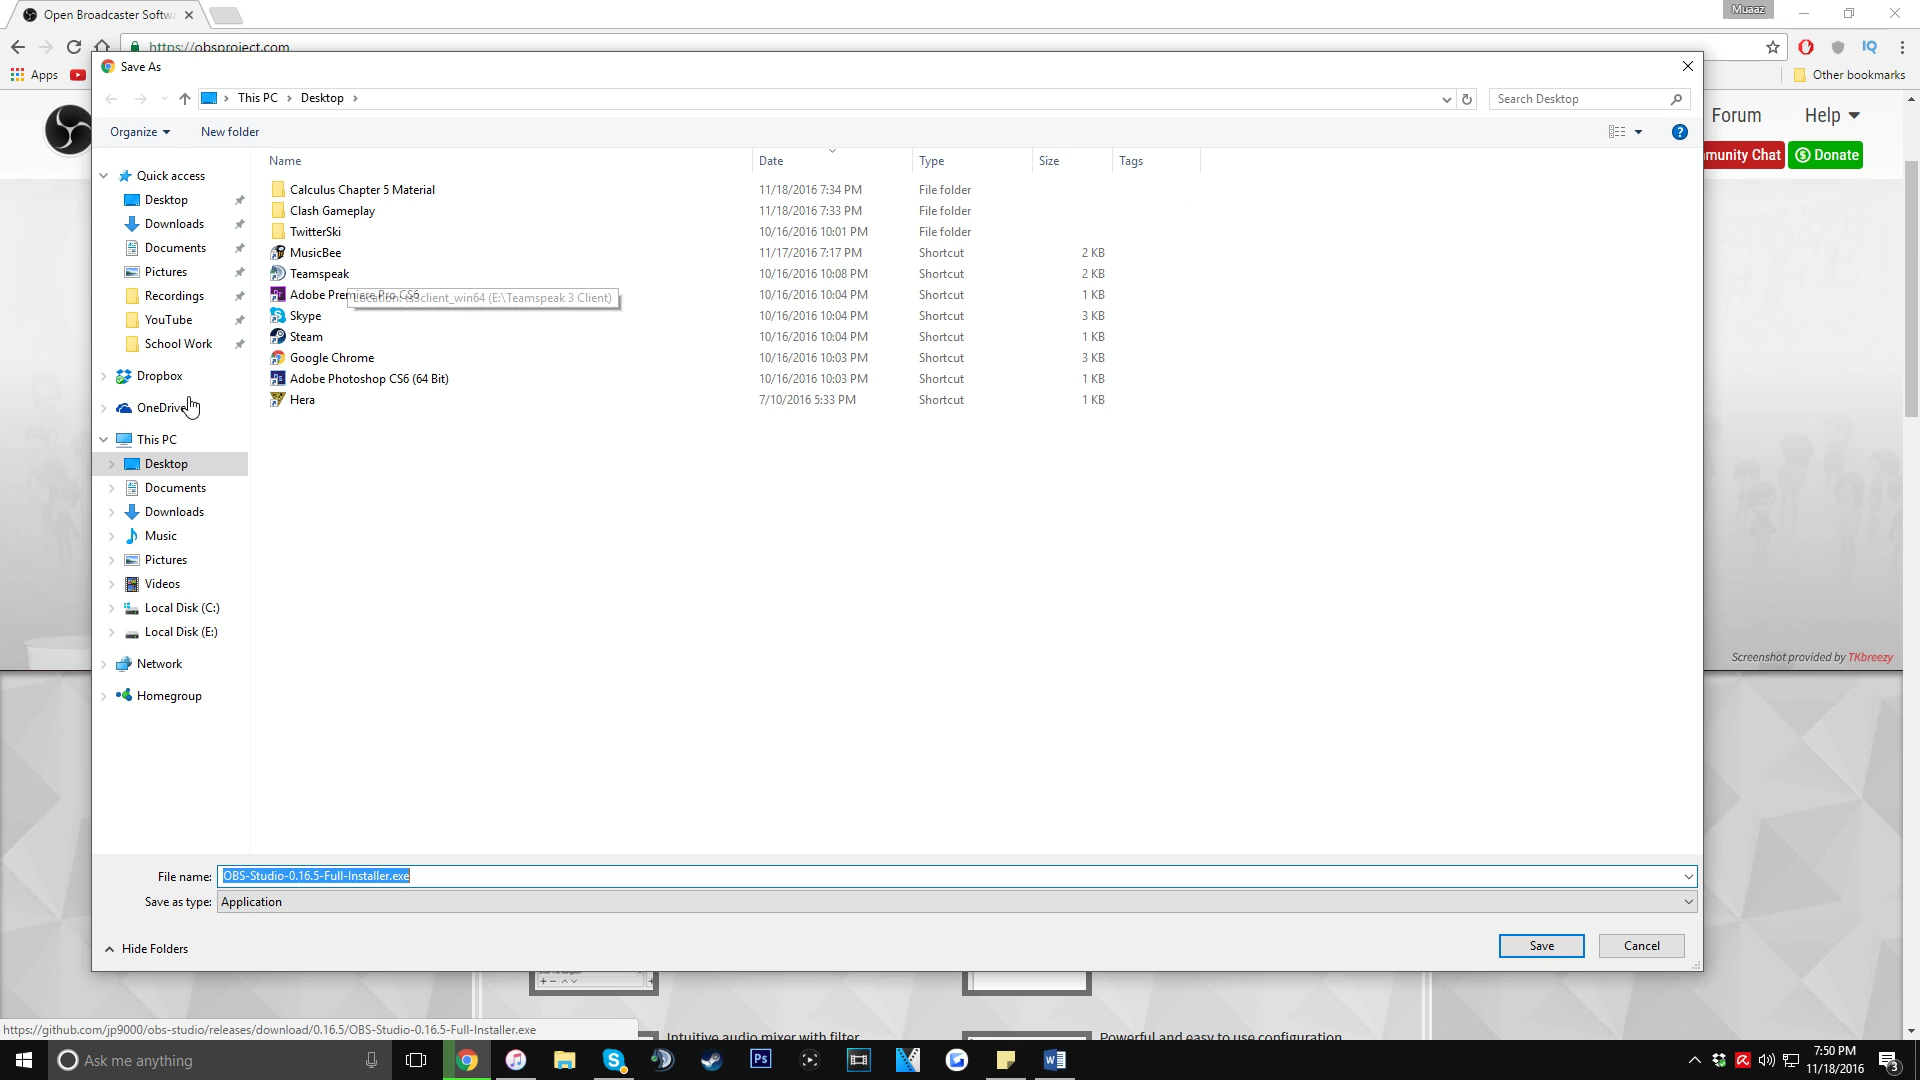 Open Broadcaster Softw
Muaaz
https://obsproject.com
IQ
Apps
Other bookmarks
Save As
This PC > Desktop >
Search Desktop
Organize
New folder
Forum
Help
munity Chat
Donate
Name Date Type Size Tags
Quick access
Desktop
Downloads
Documents
Pictures
Recordings
YouTube
School Work
Dropbox
OneDrive
This PC
Desktop
Documents
Downloads
Music
Pictures
Videos
Local Disk (C:)
Local Disk (E:)
Network
Homegroup
Calculus Chapter 5 Material 11/18/2016 7:34 PM File folder
Clash Gameplay 11/18/2016 7:33 PM File folder
TwitterSki 10/16/2016 10:01 PM File folder
MusicBee 11/17/2016 7:17 PM Shortcut 2 KB
Teamspeak 10/16/2016 10:08 PM Shortcut 2 KB
Adobe Premiere Pro CS6 10/16/2016 10:04 PM Shortcut 1 KB
Location: ts3client_win64 (E:\Teamspeak 3 Client)
Skype 10/16/2016 10:04 PM Shortcut 3 KB
Steam 10/16/2016 10:04 PM Shortcut 1 KB
Google Chrome 10/16/2016 10:03 PM Shortcut 3 KB
Adobe Photoshop CS6 (64 Bit) 10/16/2016 10:03 PM Shortcut 1 KB
Hera 7/10/2016 5:33 PM Shortcut 1 KB
Screenshot provided by TKbreezy
File name: OBS-Studio-0.16.5-Full-Installer.exe
Save as type: Application
Hide Folders
Save
Cancel
https://github.com/jp9000/obs-studio/releases/download/0.16.5/OBS-Studio-0.16.5-Full-Installer.exe
Intuitive audio mixer with filter
Powerful and easy to use configuration
Ask me anything
Ps
7:50 PM
11/18/2016
3